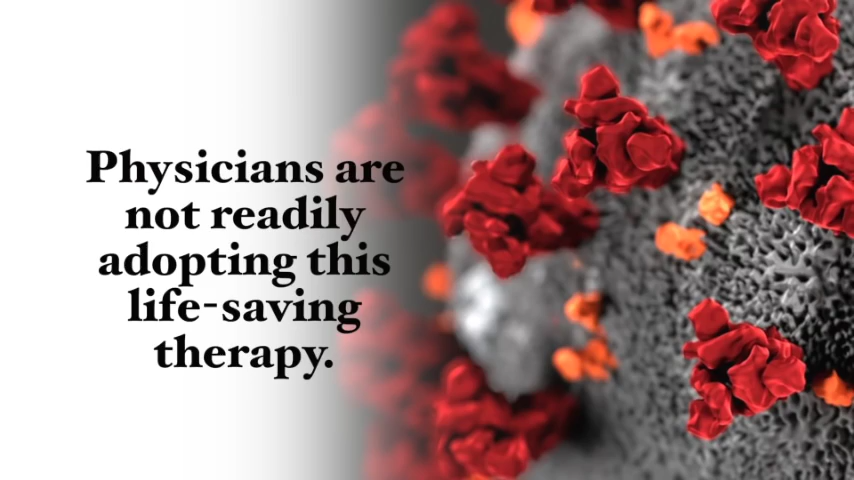 Physicians are
not readily
adopting this
life-saving
therapy.